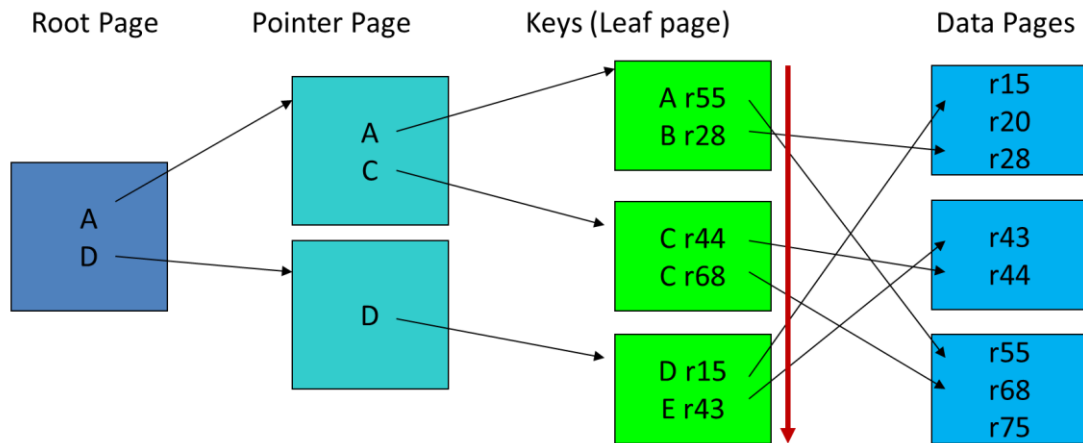 Root Page
Pointer Page
Keys (Leaf page)
Data Pages
A
D
A
C
D
A r55
B r28
C r44
C r68
D r15
E r43
r15
r20
r28
r43
r44
r55
r68
r75